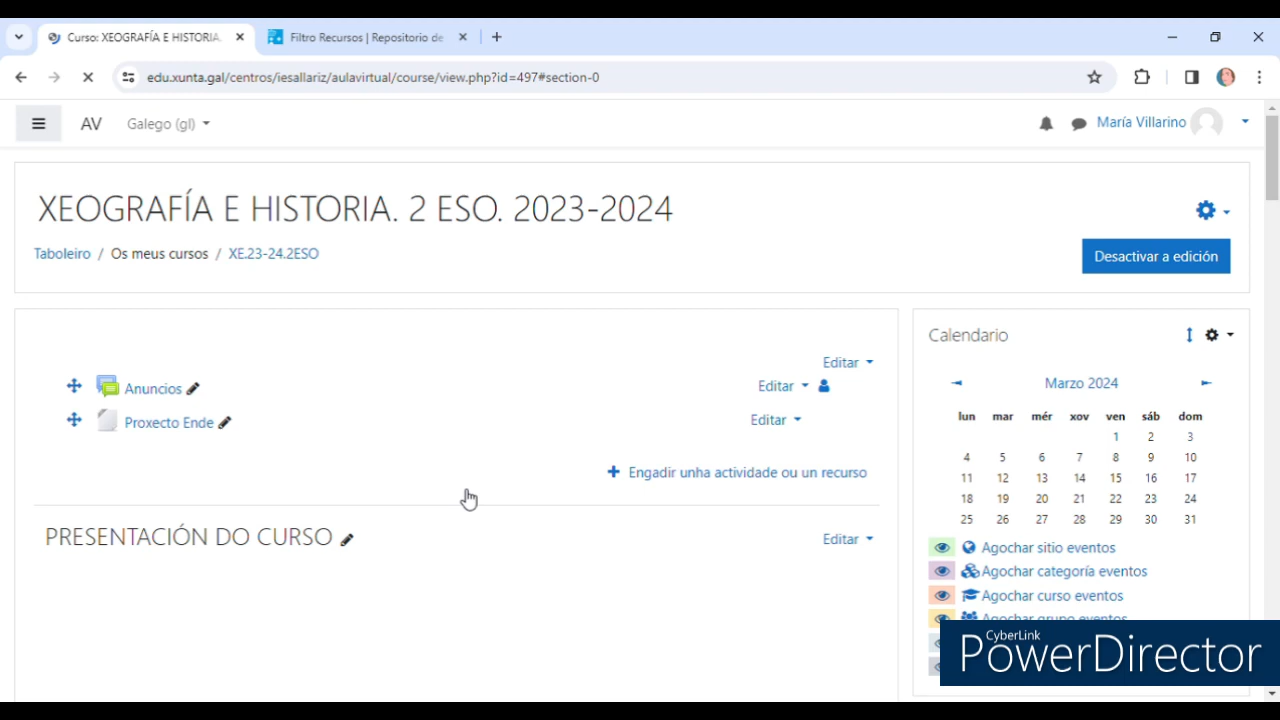 Curso: XEOGRAFÍA E HISTORIA.
Filtro Recursos | Repositorio de
edu.xunta.gal/centros/iesallariz/aulavirtual/course/view.php?id=497#section-0
AV Galego (gl)
María Villarino
XEOGRAFÍA E HISTORIA. 2 ESO. 2023-2024
Taboleiro / Os meus cursos / XE.23-24.2ESO
Desactivar a edición
Editar
Anuncios Editar
Proxecto Ende Editar
+ Engadir unha actividade ou un recurso
PRESENTACIÓN DO CURSO Editar
Calendario
◄ Marzo 2024 ►
lun mar mér xov ven sáb dom
1 2 3
4 5 6 7 8 9 10
11 12 13 14 15 16 17
18 19 20 21 22 23 24
25 26 27 28 29 30 31
Agochar sitio eventos
Agochar categoría eventos
Agochar curso eventos
Agochar grupo eventos
CyberLink
PowerDirector